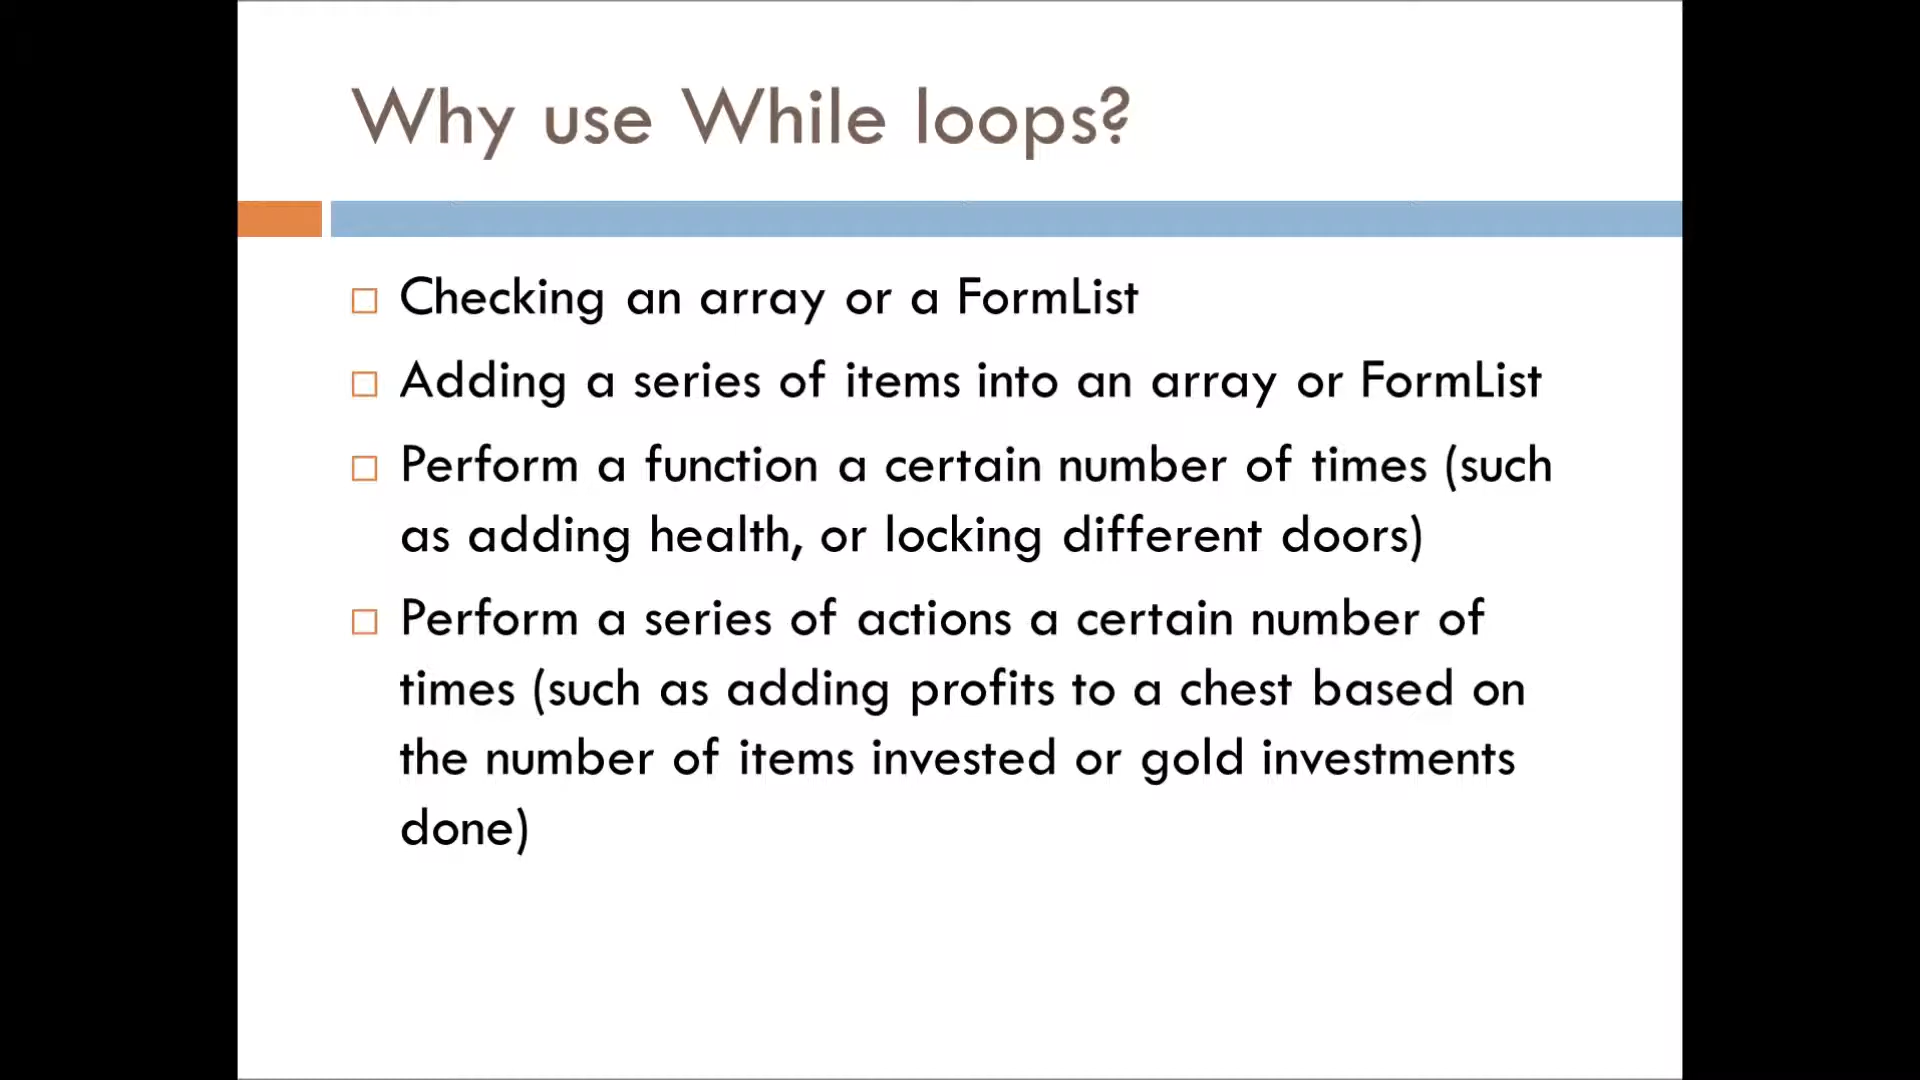 Why use While loops?
Checking an array or a FormList
Adding a series of items into an array or FormList
Perform a function a certain number of times (such
as adding health, or locking different doors)
Perform a series of actions a certain number of
times (such as adding profits to a chest based on
the number of items invested or gold investments
done)